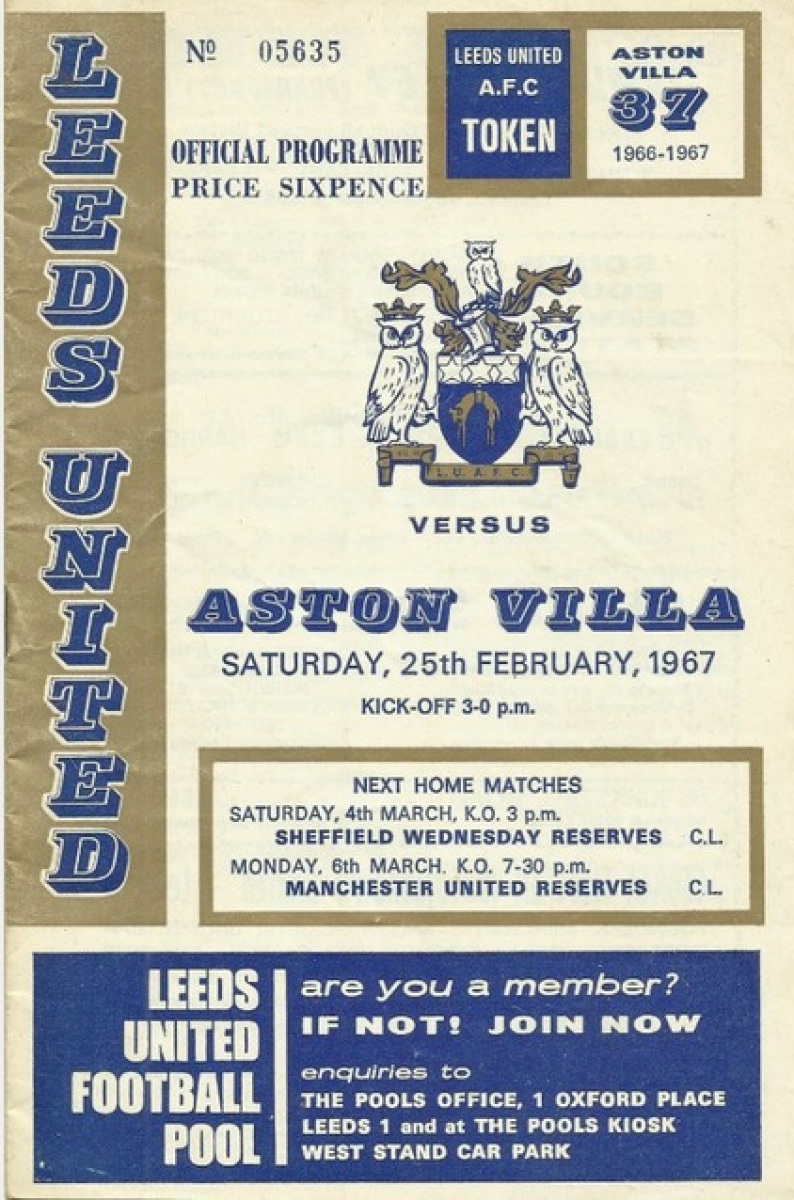 LEEDS UNITED
Nº 05635
OFFICIAL PROGRAMME
PRICE SIXPENCE
LEEDS UNITED
A.F.C
TOKEN
ASTON
VILLA
37
1966-1967
L.U.A.F.C.
VERSUS
ASTON VILLA
SATURDAY, 25th FEBRUARY, 1967
KICK-OFF 3-0 p.m.
NEXT HOME MATCHES
SATURDAY, 4th MARCH, K.O. 3 p.m.
SHEFFIELD WEDNESDAY RESERVES C.L.
MONDAY, 6th MARCH. K.O. 7-30 p.m.
MANCHESTER UNITED RESERVES C.L.
LEEDS
UNITED
FOOTBALL
POOL
are you a member?
IF NOT! JOIN NOW
enquiries to
THE POOLS OFFICE, 1 OXFORD PLACE
LEEDS 1 and at THE POOLS KIOSK
WEST STAND CAR PARK